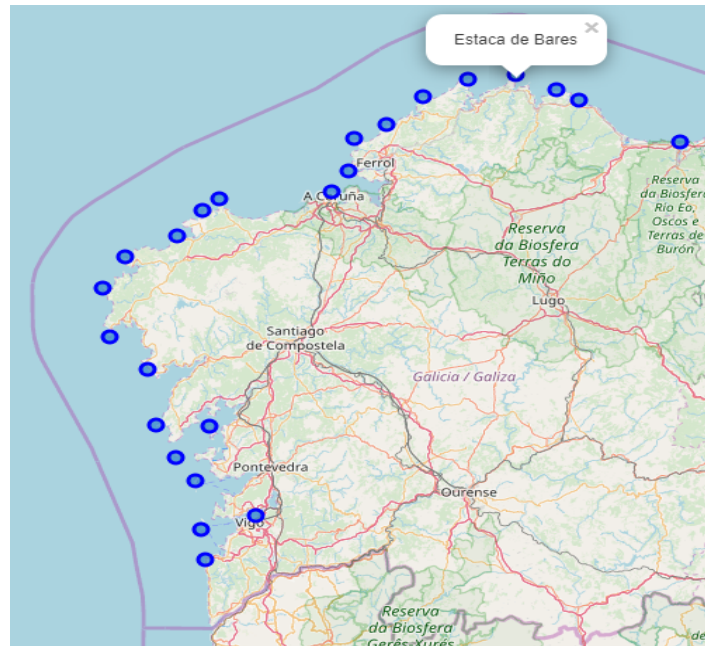 ×
Estaca de Bares
Ferrol
A Coruña
Reserva
da Biosfera
Río Eo,
Oscos e
Terras de
Burón
Reserva
da Biosfera
Terras do
Miño
Lugo
Santiago
de Compostela
Galicia / Galiza
Pontevedra
Ourense
Vigo
Reserva
da Biosfera
Gerês-Xurés
de